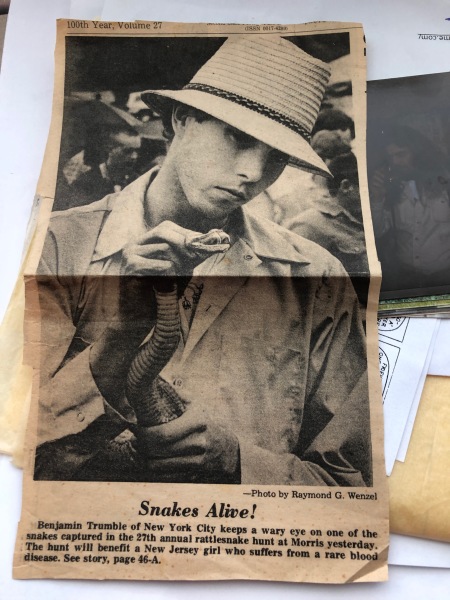 100th Year, Volume 27
—Photo by Raymond G. Wenzel
Snakes Alive!
Benjamin Trumble of New York City keeps a wary eye on one of the
snakes captured in the 27th annual rattlesnake hunt at Morris yesterday.
The hunt will benefit a New Jersey girl who suffers from a rare blood
disease. See story, page 46-A.